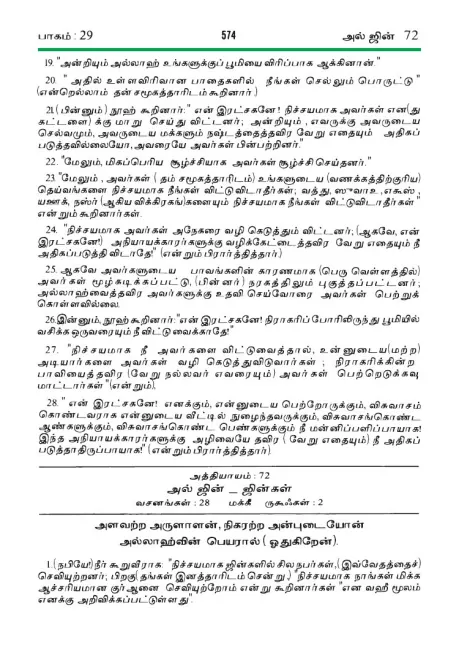 பாகம் : 29 574 அல் ஜின் 72
19. "அன்றியும் அல்லாஹ் உங்களுக்குப் பூமியை விரிப்பாக ஆக்கினான்."
20. " அதில் உள்ளவிரிவான பாதைகளில் நீங்கள் செல்லும் பொருட்டு "
(என்றெல்லாம் தன் சமூகத்தாரிடம் கூறினார்.)
21. (பின்னும்) நூஹ் கூறினார்: " என் இரட்சகனே ! நிச்சயமாக அவர்கள் என(து
கட்டளை) க்கு மாறு செய்து விட்டனர்; அன்றியும் , எவருக்கு அவருடைய
செல்வமும், அவருடைய மக்களும் நஷ்டத்தைத்தவிர வேறு எதையும் அதிகப்
படுத்தவில்லையோ, அவரையே அவர்கள் பின்பற்றினர்."
22. "மேலும், மிகப்பெரிய சூழ்ச்சியாக அவர்கள் சூழ்ச்சி செய்தனர்."
23. "மேலும் , அவர்கள் ( தம் சமூகத்தாரிடம்) உங்களுடைய (வணக்கத்திற்குரிய)
தெய்வங்களை நிச்சயமாக நீங்கள் விட்டுவிடாதீர்கள்; வத்து, ஸுவாஉ , எகூஸ் ,
யஊக், நஸ்ர் (ஆகிய விக்கிரகங்)களையும் நிச்சயமாக நீங்கள் விட்டுவிடாதீர்கள் "
என்றும் கூறினார்கள்.
24. "நிச்சயமாக அவர்கள் அநேகரை வழி கெடுத்தும் விட்டனர்; (ஆகவே, என்
இரட்சகனே!) அநியாயக்காரர்களுக்கு வழிக்கேட்டைத்தவிர வேறு எதையும் நீ
அதிகப்படுத்தி விடாதே!" (என்றும் பிரார்த்தித்தார்.)
25. ஆகவே அவர்களுடைய பாவங்களின் காரணமாக (பெரு வெள்ளத்தில்)
அவர்கள் மூழ்கடிக்கப்பட்டு, (பின்னர்) நரகத்திலும் புகுத்தப்பட்டனர்;
அல்லாஹ்வைத்தவிர அவர்களுக்கு உதவி செய்வோரை அவர்கள் பெற்றுக்
கொள்ளவில்லை.
26. இன்னும், நூஹ் கூறினார்: "என் இரட்சகனே! நிராகரிப்போரிலிருந்து பூமியில்
வசிக்க ஒருவரையும் நீ விட்டு வைக்காதே!"
27. "நிச்சயமாக நீ அவர்களை விட்டுவைத்தால், உன்னுடைய(மற்ற)
அடியார்களை அவர்கள் வழி கெடுத்துவிடுவார்கள் ; நிராகரிக்கின்ற
பாவியைத்தவிர (வேறு நல்லவர் எவரையும்) அவர்கள் பெற்றெடுக்கவு
மாட்டார்கள் "(என்றும்),
28. " என் இரட்சகனே! எனக்கும், என்னுடைய பெற்றோருக்கும், விசுவாசம்
கொண்டவராக என்னுடைய வீட்டில் நுழைந்தவருக்கும், விசுவாசங்கொண்ட
ஆண்களுக்கும், விசுவாசங்கொண்ட பெண்களுக்கும் நீ மன்னிப்பளிப்பாயாக!
இந்த அநியாயக்காரர்களுக்கு அழிவையே தவிர ( வேறு எதையும்) நீ அதிகப்
படுத்தாதிருப்பாயாக!" (என்றும் பிரார்த்தித்தார்).
அத்தியாயம் : 72
அல் ஜின் _ ஜின்கள்
வசனங்கள் : 28 மக்கீ ருகூஃகள் : 2
அளவற்ற அருளாளன், நிகரற்ற அன்புடையோன்
அல்லாஹ்வின் பெயரால் ( ஓதுகிறேன்).
1. (நபியே!) நீர் கூறுவீராக: "நிச்சயமாக ஜின்களில் சில நபர்கள், (இவ்வேதத்தைச்)
செவியுற்றனர்; பிறகு (தங்கள் இனத்தாரிடம் சென்று ,) "நிச்சயமாக நாங்கள் மிக்க
ஆச்சரியமான குர்ஆனை செவியுற்றோம் என்று கூறினார்கள் "என வஹீ மூலம்
எனக்கு அறிவிக்கப்பட்டுள்ளது".